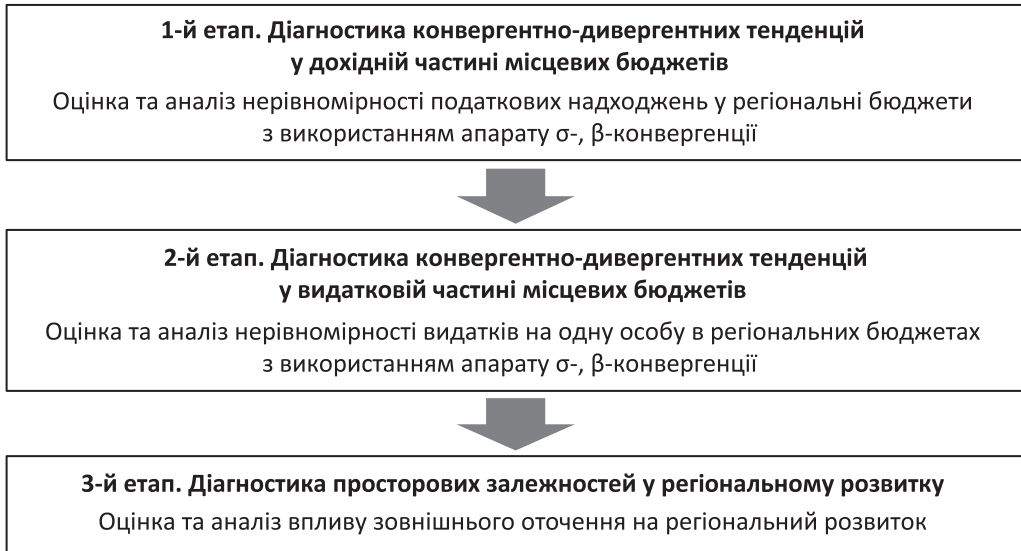 1-й етап. Діагностика конвергентно-дивергентних тенденцій
у дохідній частині місцевих бюджетів
Оцінка та аналіз нерівномірності податкових надходжень у регіональні бюджети
з використанням апарату σ-, β-конвергенції
2-й етап. Діагностика конвергентно-дивергентних тенденцій
у видатковій частині місцевих бюджетів
Оцінка та аналіз нерівномірності видатків на одну особу в регіональних бюджетах
з використанням апарату σ-, β-конвергенції
3-й етап. Діагностика просторових залежностей у регіональному розвитку
Оцінка та аналіз впливу зовнішнього оточення на регіональний розвиток